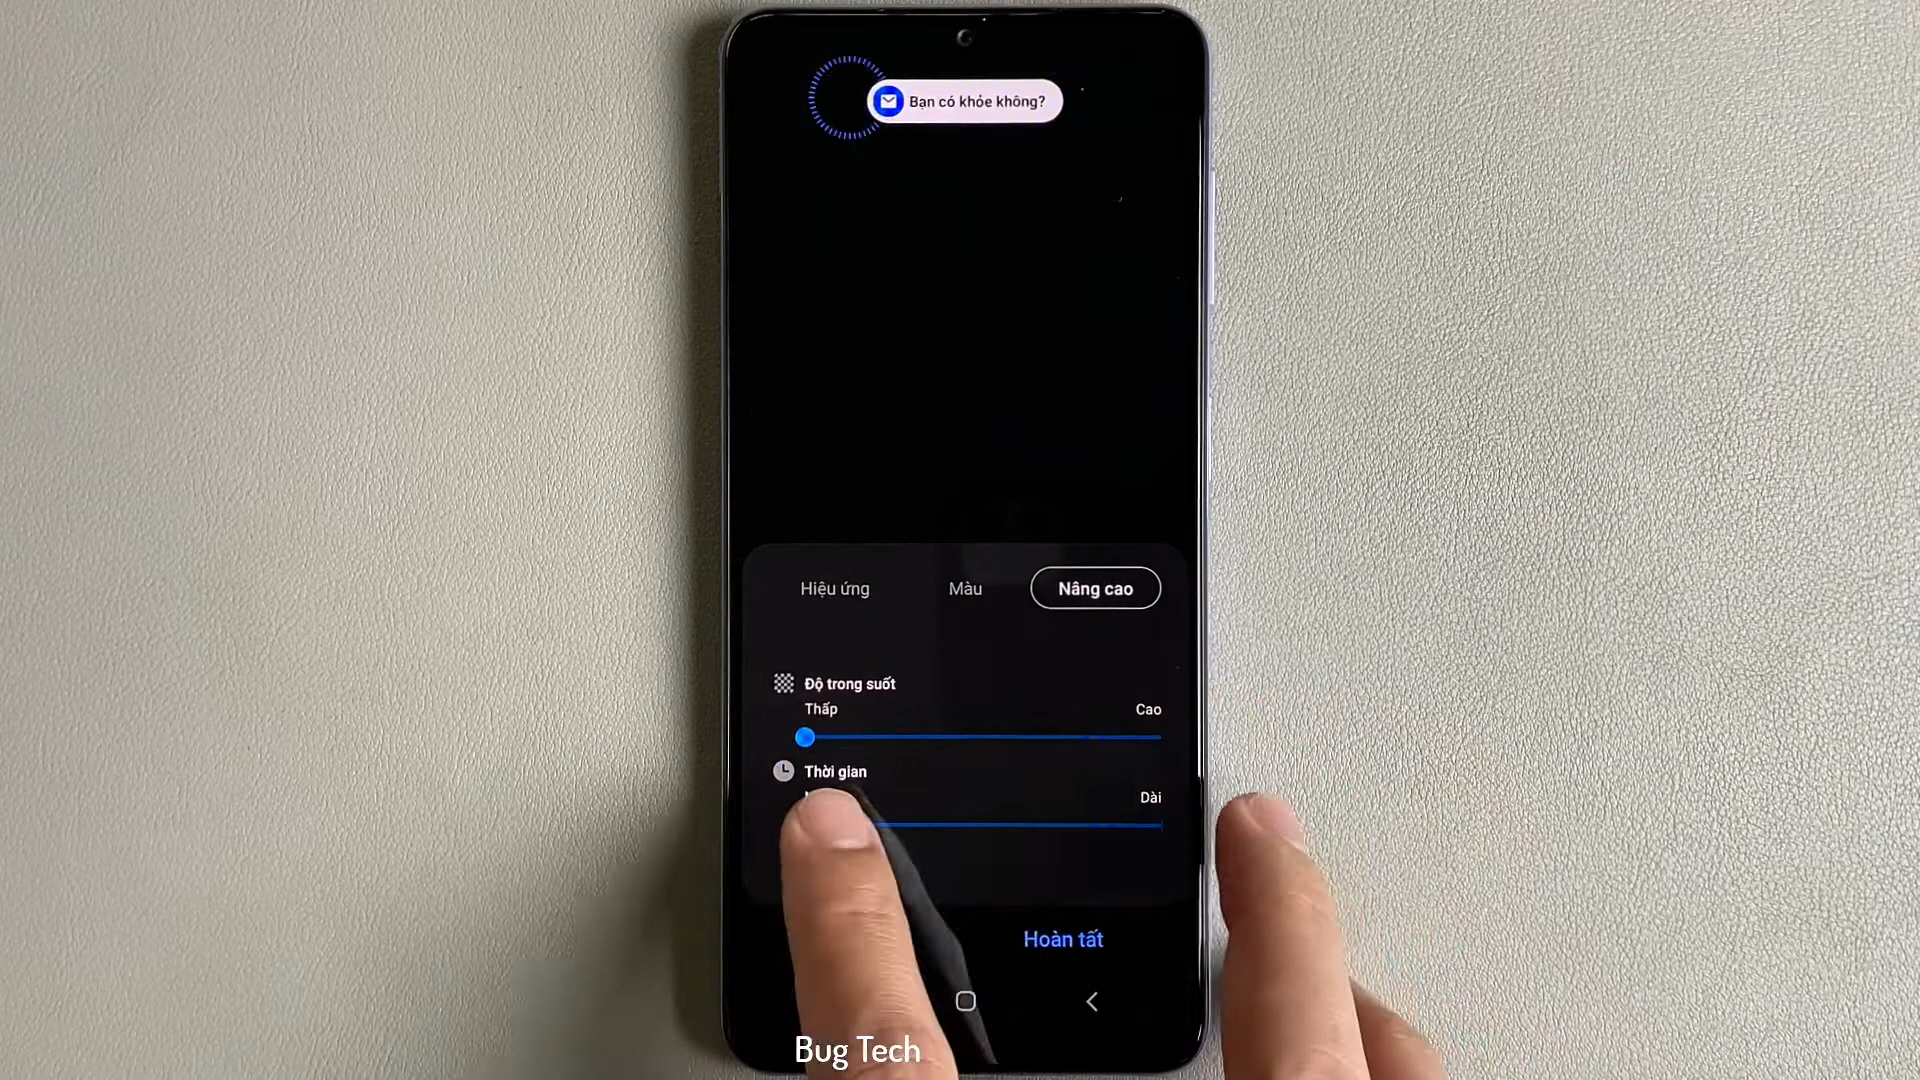 Bạn có khỏe không?
Hiệu ứng
Màu
Nâng cao
Độ trong suốt
Thấp
Cao
Thời gian
Dài
Hoàn tất
Bug Tech